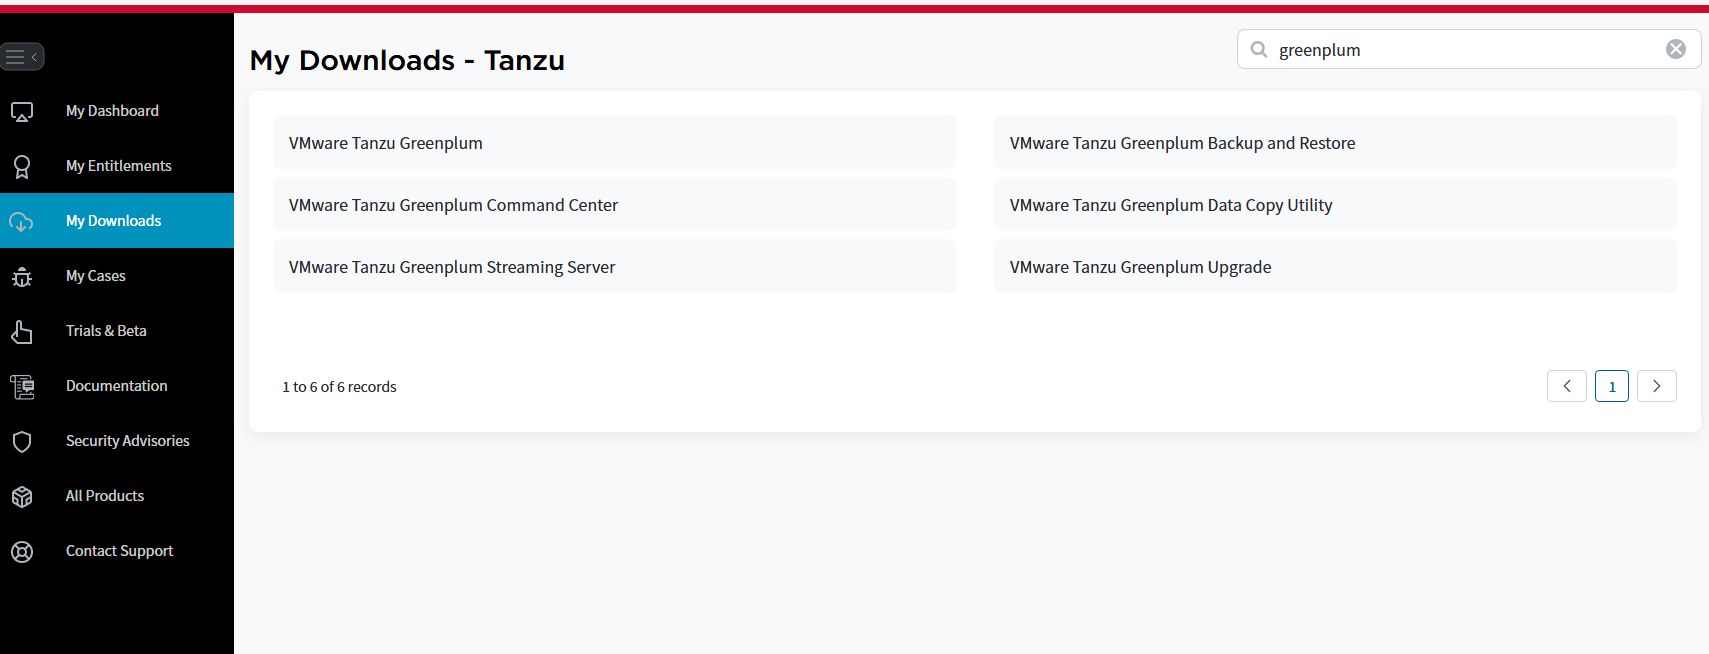 My Downloads - Tanzu
greenplum
My Dashboard
My Entitlements
My Downloads
My Cases
Trials & Beta
Documentation
Security Advisories
All Products
Contact Support
VMware Tanzu Greenplum
VMware Tanzu Greenplum Backup and Restore
VMware Tanzu Greenplum Command Center
VMware Tanzu Greenplum Data Copy Utility
VMware Tanzu Greenplum Streaming Server
VMware Tanzu Greenplum Upgrade
1 to 6 of 6 records
1